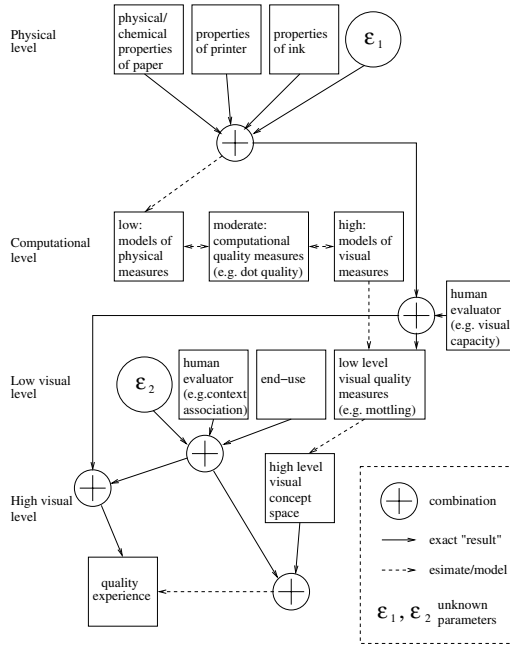 Physical
level
physical/
chemical
properties
of paper
properties
of printer
properties
of ink
ε1
Computational
level
low:
models of
physical
measures
moderate:
computational
quality measures
(e.g. dot quality)
high:
models of
visual
measures
human
evaluator
(e.g. visual
capacity)
Low visual
level
ε2
human
evaluator
(e.g.context
association)
end-use
low level
visual quality
measures
(e.g. mottling)
high level
visual
concept
space
High visual
level
quality
experience
combination
exact "result"
esimate/model
ε1, ε2 unknown
parameters